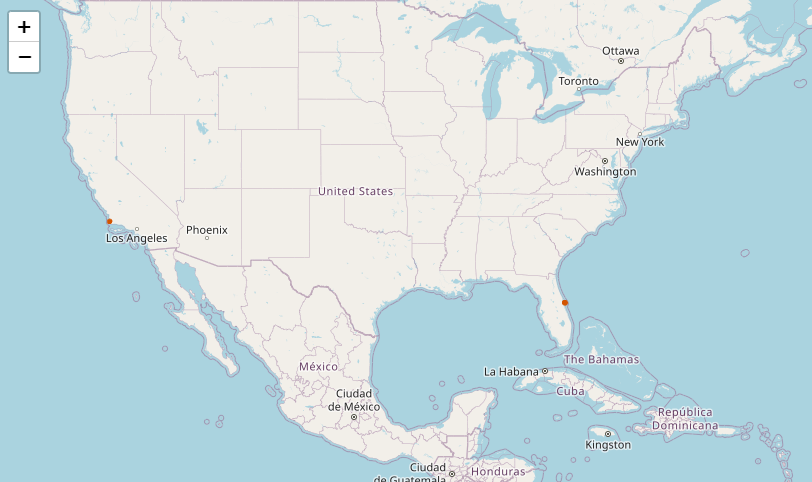 +
−
Ottawa
Toronto
New York
Washington
United States
Phoenix
Los Angeles
The Bahamas
México
La Habana
Cuba
Ciudad
de México
República
Dominicana
Kingston
Ciudad
de Guatemala
Honduras